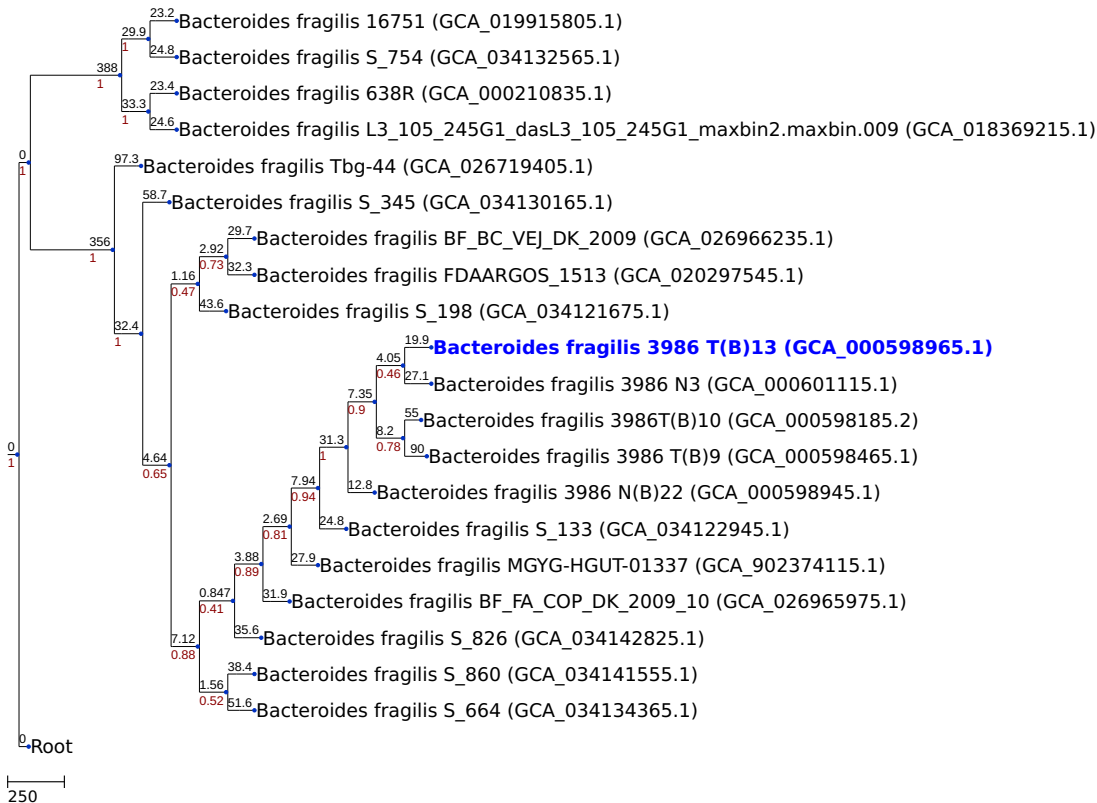 23.2 Bacteroides fragilis 16751 (GCA_019915805.1)
29.9
1
24.8 Bacteroides fragilis S_754 (GCA_034132565.1)
388
1
23.4 Bacteroides fragilis 638R (GCA_000210835.1)
33.3
1
24.6 Bacteroides fragilis L3_105_245G1_dasL3_105_245G1_maxbin2.maxbin.009 (GCA_018369215.1)
0
1
97.3 Bacteroides fragilis Tbg-44 (GCA_026719405.1)
58.7 Bacteroides fragilis S_345 (GCA_034130165.1)
356
1
29.7 Bacteroides fragilis BF_BC_VEJ_DK_2009 (GCA_026966235.1)
2.92
0.73
32.3 Bacteroides fragilis FDAARGOS_1513 (GCA_020297545.1)
1.16
0.47
43.6 Bacteroides fragilis S_198 (GCA_034121675.1)
32.4
1
19.9 Bacteroides fragilis 3986 T(B)13 (GCA_000598965.1)
4.05
0.46
27.1 Bacteroides fragilis 3986 N3 (GCA_000601115.1)
7.35
0.9
55 Bacteroides fragilis 3986T(B)10 (GCA_000598185.2)
8.2
0.78
90 Bacteroides fragilis 3986 T(B)9 (GCA_000598465.1)
31.3
1
0
1
4.64
0.65
12.8 Bacteroides fragilis 3986 N(B)22 (GCA_000598945.1)
7.94
0.94
24.8 Bacteroides fragilis S_133 (GCA_034122945.1)
2.69
0.81
27.9 Bacteroides fragilis MGYG-HGUT-01337 (GCA_902374115.1)
3.88
0.89
31.9 Bacteroides fragilis BF_FA_COP_DK_2009_10 (GCA_026965975.1)
0.847
0.41
35.6 Bacteroides fragilis S_826 (GCA_034142825.1)
7.12
0.88
38.4 Bacteroides fragilis S_860 (GCA_034141555.1)
1.56
0.52
51.6 Bacteroides fragilis S_664 (GCA_034134365.1)
0 Root
250